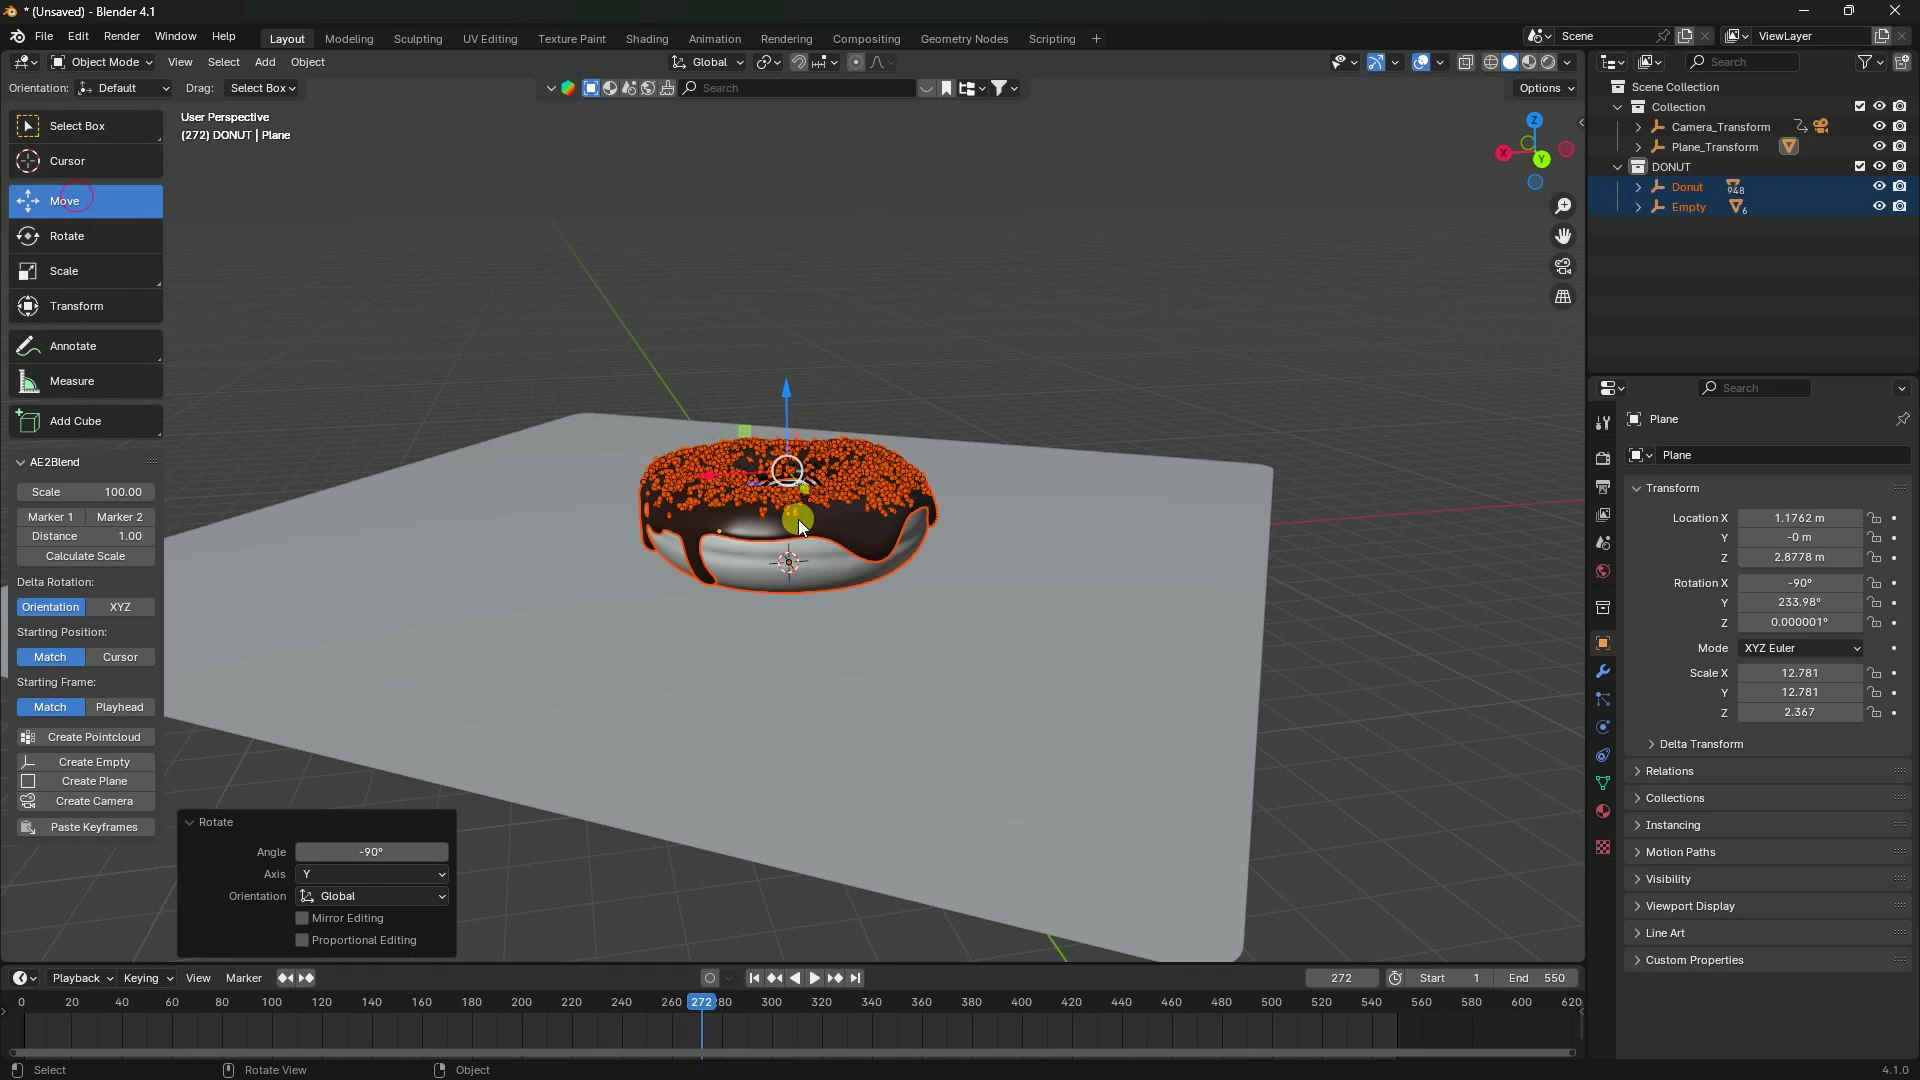 * (Unsaved) - Blender 4.1
File Edit Render Window Help
Layout Modeling Sculpting UV Editing Texture Paint Shading Animation Rendering Compositing Geometry Nodes Scripting +
Scene
ViewLayer
Object Mode View Select Add Object
Global
Search
Orientation: Default Drag: Select Box
Search
Options
Select Box
Cursor
Move
Rotate
Scale
Transform
Annotate
Measure
Add Cube
User Perspective
(272) DONUT | Plane
Z
X
Y
Scene Collection
Collection
Camera_Transform
Plane_Transform
DONUT
Donut 948
Empty 6
AE2Blend
Scale 100.00
Marker 1 Marker 2
Distance 1.00
Calculate Scale
Delta Rotation:
Orientation XYZ
Starting Position:
Match Cursor
Starting Frame:
Match Playhead
Create Pointcloud
Create Empty
Create Plane
Create Camera
Paste Keyframes
Rotate
Angle -90°
Axis Y
Orientation Global
Mirror Editing
Proportional Editing
Search
Plane
Plane
Transform
Location X 1.1762 m
Y -0 m
Z 2.8778 m
Rotation X -90°
Y 233.98°
Z 0.000001°
Mode XYZ Euler
Scale X 12.781
Y 12.781
Z 2.367
Delta Transform
Relations
Collections
Instancing
Motion Paths
Visibility
Viewport Display
Line Art
Custom Properties
Playback Keying View Marker
272 Start 1 End 550
0 20 40 60 80 100 120 140 160 180 200 220 240 260 272 80 300 320 340 360 380 400 420 440 460 480 500 520 540 560 580 600 620
Select Rotate View Object
4.1.0